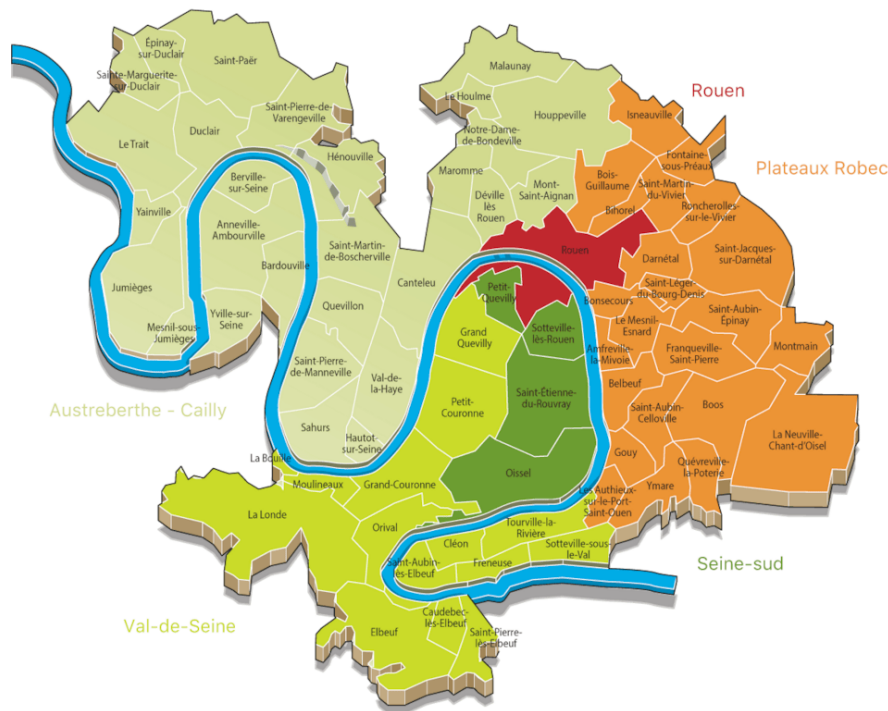 Épinay-
sur-Duclair
Saint-Paër
Sainte-Marguerite-
sur-Duclair
Saint-Pierre-de-
Varengeville
Le Trait
Duclair
Hénouville
Berville-
sur-Seine
Yainville
Anneville-
Ambourville
Bardouville
Saint-Martin-
de-Boscherville
Jumièges
Quevillon
Mesnil-sous-
Jumièges
Yville-sur-
Seine
Saint-Pierre-
de-Manneville
Val-de-
la-Haye
Sahurs
Hautot-
sur-Seine
Canteleu
Malaunay
Le Houlme
Houppeville
Notre-Dame-
de-Bondeville
Maromme
Mont-
Saint-Aignan
Déville
lès
Rouen
Austreberthe - Cailly
Rouen
Rouen
Isneauville
Fontaine-
sous-Préaux
Plateaux Robec
Bois-
Guillaume
Saint-Martin-
du-Vivier
Bihorel
Roncherolles-
sur-le-Vivier
Darnétal
Saint-Jacques-
sur-Darnétal
Saint-Léger-
du-Bourg-Denis
Bonsecours
Saint-Aubin-
Épinay
Le Mesnil-
Esnard
Amfreville-
la-Mivoie
Franqueville-
Saint-Pierre
Montmain
Belbeuf
Saint-Aubin-
Celloville
Boos
La Neuville-
Chant-d'Oisel
Gouy
Quévreville-
la-Poterie
Ymare
Les Authieux-
sur-le-Port-
Saint-Ouen
Petit-
Quevilly
Sotteville-
lès-Rouen
Saint-Étienne-
du-Rouvray
Oissel
Seine-sud
Grand
Quevilly
Petit-
Couronne
Grand-Couronne
La Bouille
Moulineaux
La Londe
Orival
Tourville-la-
Rivière
Cléon
Sotteville-sous-
le-Val
Saint-Aubin-
lès-Elbeuf
Freneuse
Caudebec-
lès-Elbeuf
Elbeuf
Saint-Pierre-
lès-Elbeuf
Val-de-Seine